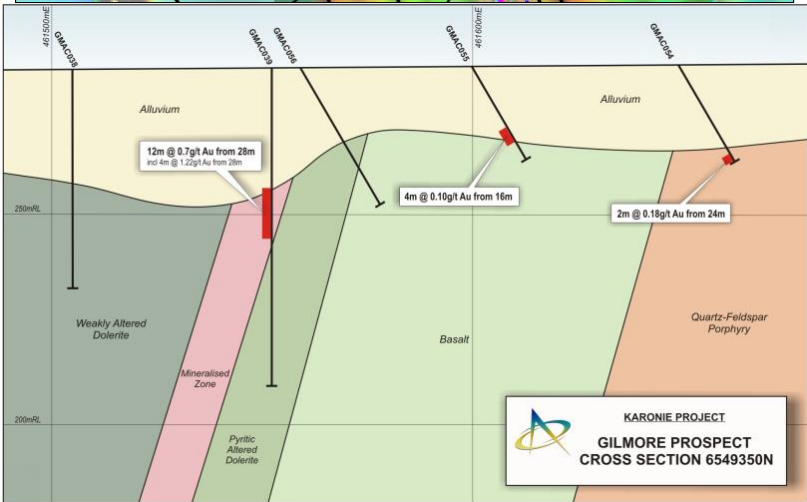 461500mE
GMAC038
GMAC039
GMAC056
GMAC055
461600mE
GMAC054
Alluvium
Alluvium
12m @ 0.7g/t Au from 28m
incl 4m @ 1.22g/t Au from 28m
4m @ 0.10g/t Au from 16m
2m @ 0.18g/t Au from 24m
250mRL
Weakly Altered
Dolerite
Mineralised
Zone
Basalt
Quartz-Feldspar
Porphyry
200mRL
Pyritic
Altered
Dolerite
KARONIE PROJECT
GILMORE PROSPECT
CROSS SECTION 6549350N